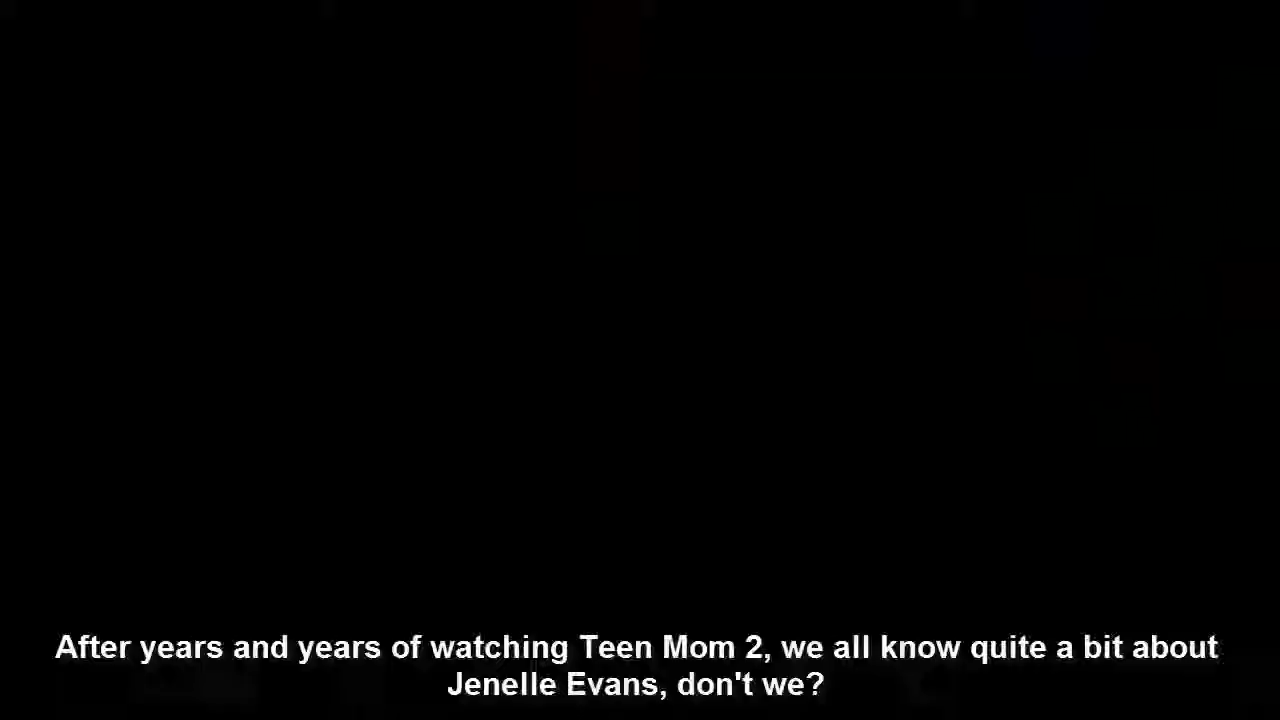 After years and years of watching Teen Mom 2, we all know quite a bit about
Jenelle Evans, don't we?